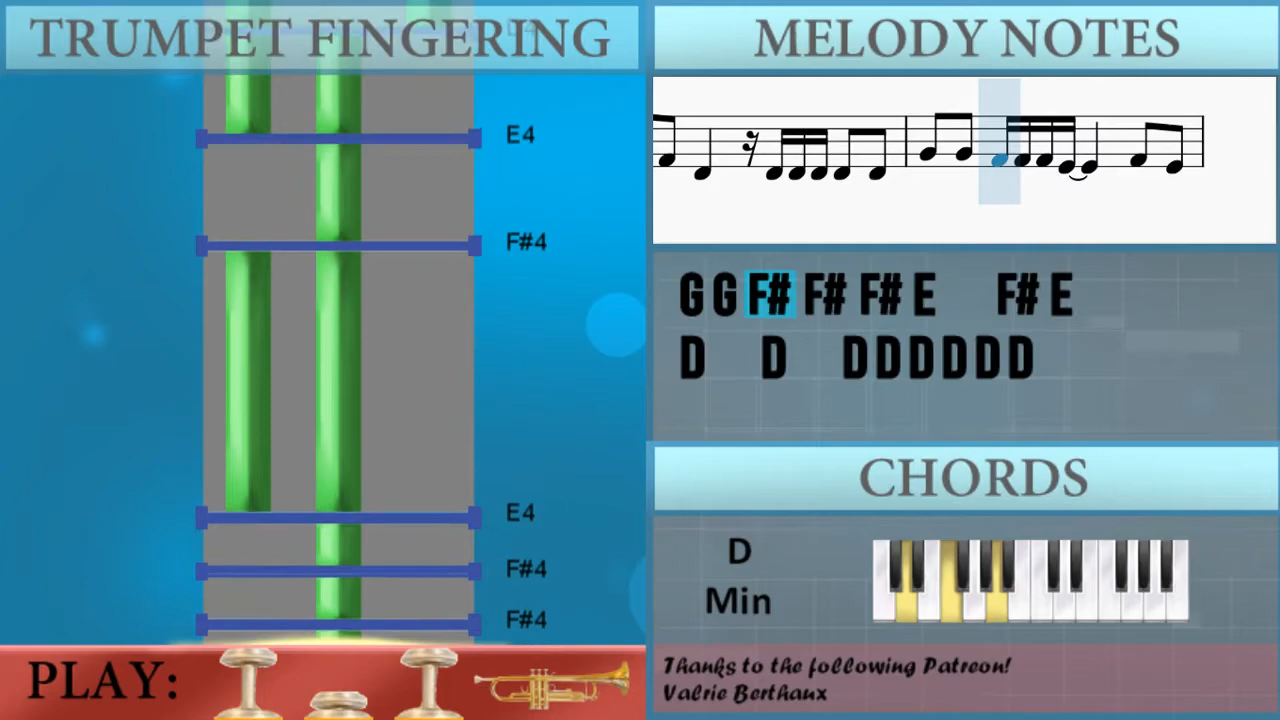 TRUMPET FINGERING
MELODY NOTES
E4
F#4
E4
F#4
F#4
G G F# F# F# E F# E
D D D D D D D D
CHORDS
D
Min
PLAY:
Thanks to the following Patreon!
Valrie Berthaux